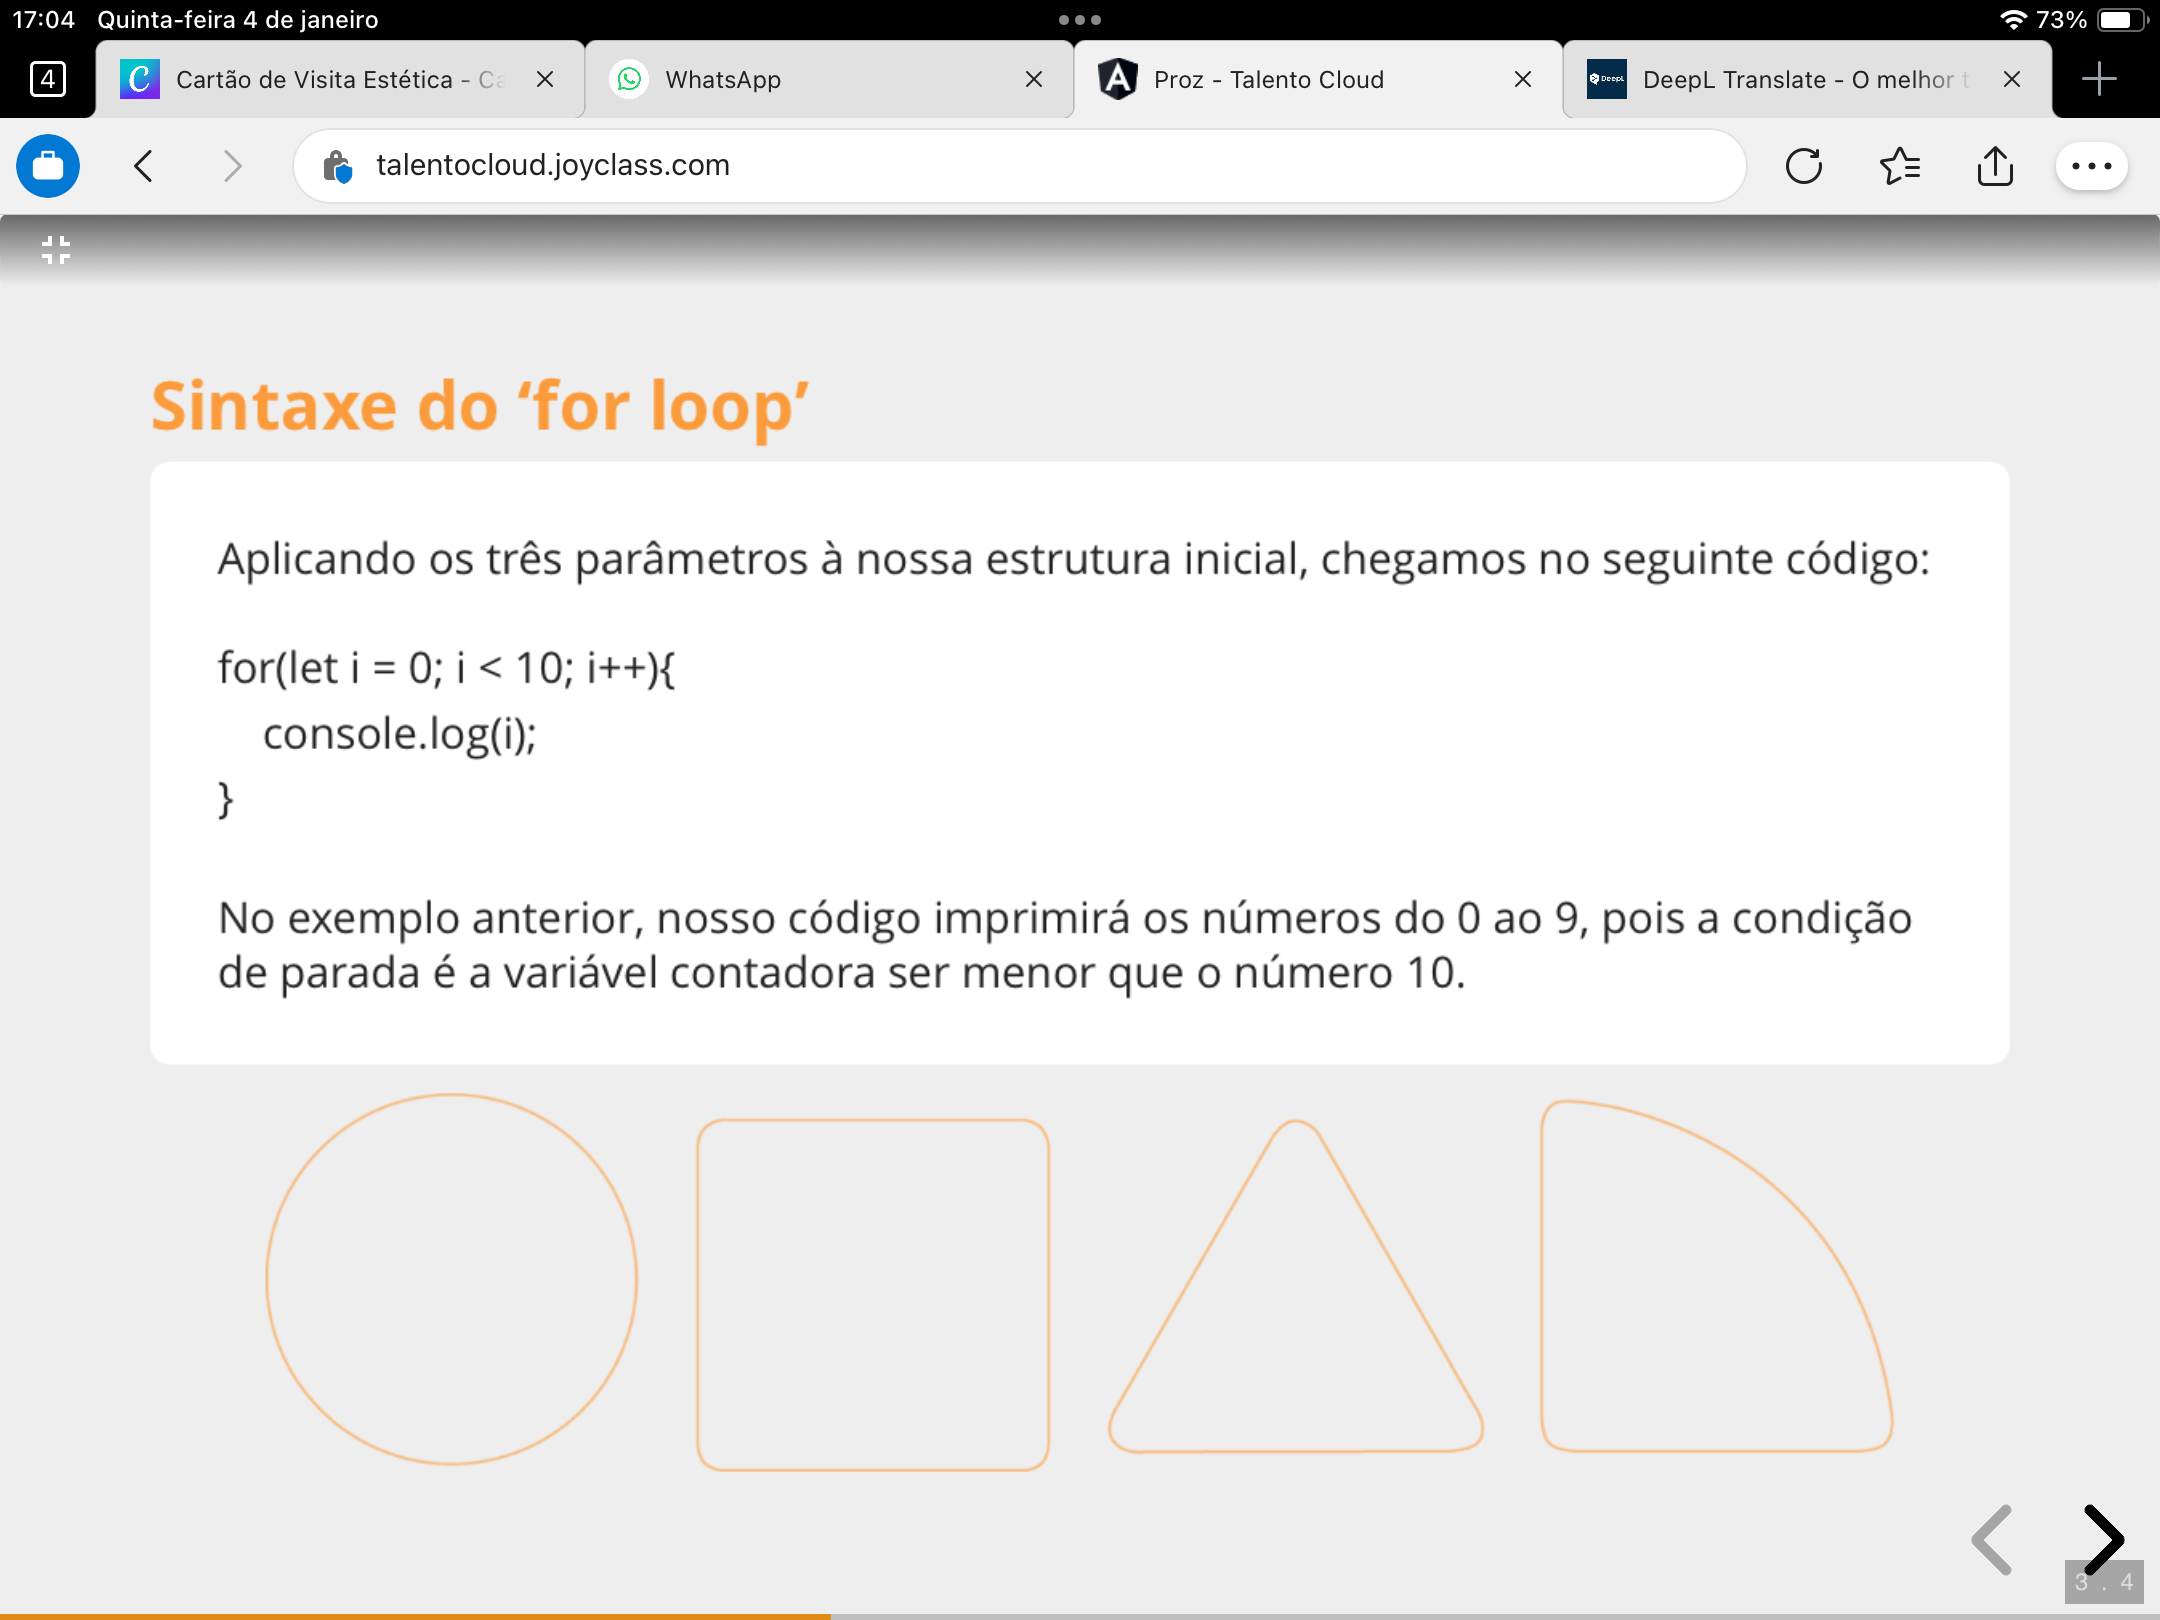 17:04 Quinta-feira 4 de janeiro
73%
4
Cartão de Visita Estética - Ca
WhatsApp
Proz - Talento Cloud
DeepL
DeepL Translate - O melhor t
talentocloud.joyclass.com
Sintaxe do ‘for loop’
Aplicando os três parâmetros à nossa estrutura inicial, chegamos no seguinte código:
for(let i = 0; i < 10; i++){
console.log(i);
}
No exemplo anterior, nosso código imprimirá os números do 0 ao 9, pois a condição
de parada é a variável contadora ser menor que o número 10.
3 . 4